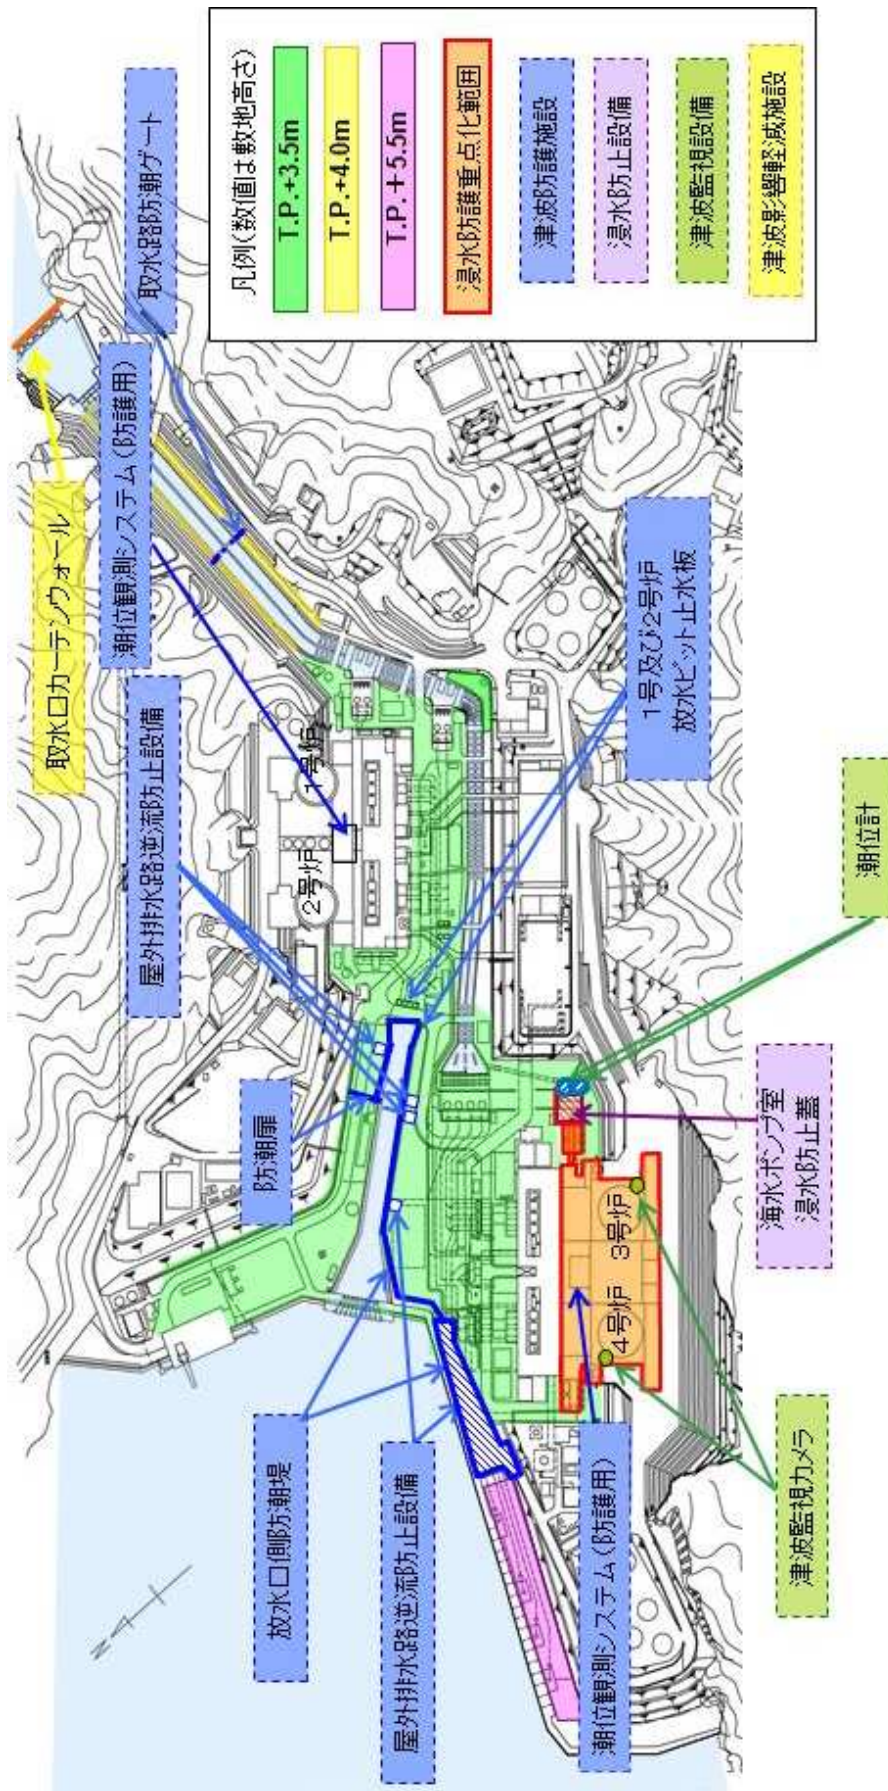 取水路防潮ゲート
潮位観測システム（防護用）
取水口カーテンウォール
屋外排水路逆流防止設備
防潮扉
放水口側防潮堤
屋外排水路逆流防止設備
1号炉
2号炉
1号及び2号炉
放水ピット止水板
潮位計
海水ポンプ室
浸水防止蓋
3号炉
4号炉
潮位観測システム（防護用）
津波監視カメラ
N
凡例（数値は敷地高さ）
T.P.+3.5m
T.P.+4.0m
T.P.＋5.5m
浸水防護重点化範囲
津波防護施設
浸水防止設備
津波監視設備
津波影響軽減施設